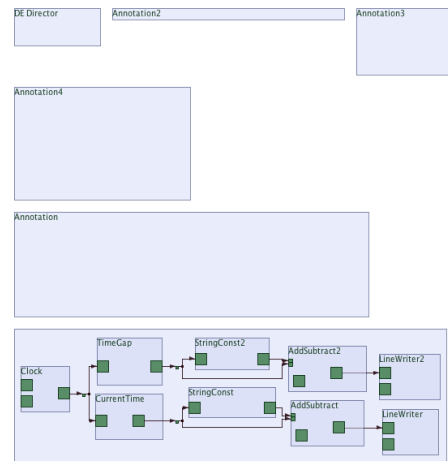 DE Director
Annotation2
Annotation3
Annotation4
Annotation
TimeGap
StringConst2
AddSubtract2
LineWriter2
Clock
CurrentTime
StringConst
AddSubtract
LineWriter